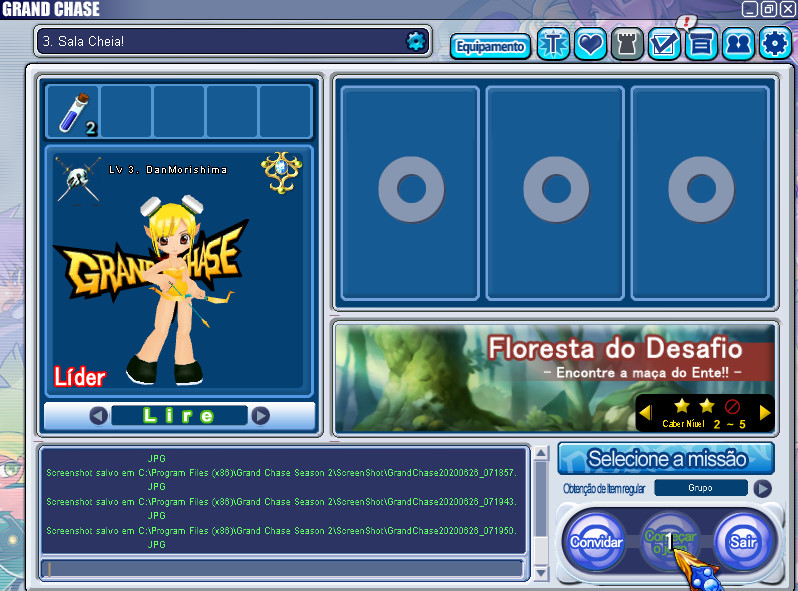 GRAND CHASE
3. Sala Cheia!
Equipamento
2
LV 3. DanMorishima
GRAND CHASE
Líder
Lire
Floresta do Desafio
- Encontre a maça do Ente!! -
Caber Nível 2 ~ 5
JPG
Screenshot salvo em C:\Program Files (x86)\Grand Chase Season 2\ScreenShot\GrandChase20200626_071857.
JPG
Screenshot salvo em C:\Program Files (x86)\Grand Chase Season 2\ScreenShot\GrandChase20200626_071943.
JPG
Screenshot salvo em C:\Program Files (x86)\Grand Chase Season 2\ScreenShot\GrandChase20200626_071950.
JPG
Selecione a missão
Obtenção de Item regular
Grupo
Convidar
Começar
1
Sair